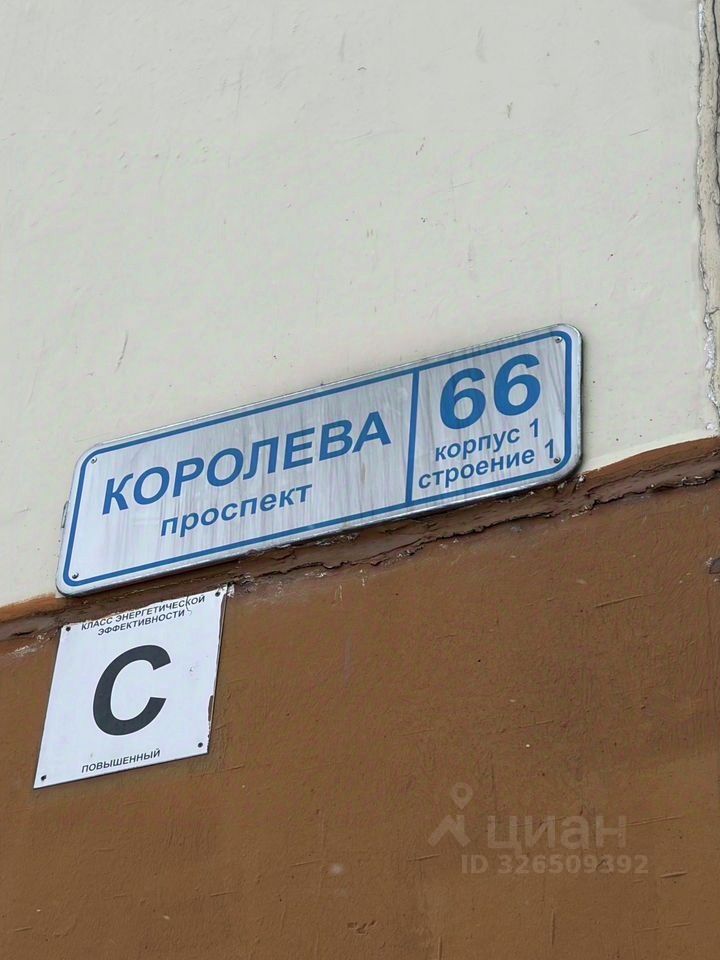 КОРОЛЕВА
проспект
66
корпус 1
строение 1
КЛАСС ЭНЕРГЕТИЧЕСКОЙ
ЭФФЕКТИВНОСТИ
С
ПОВЫШЕННЫЙ
циан
ID 326509392